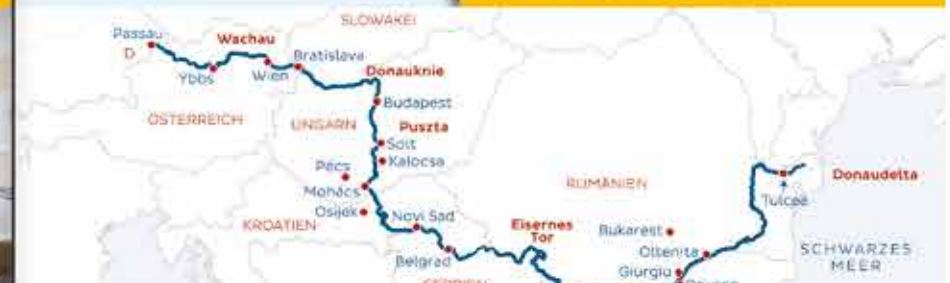 SLOWAKEI
Passau
D
Wachau
Ybbs
Wien
Bratislava
Donauknie
Budapest
ÖSTERREICH
UNGARN
Puszta
Solt
Kalocsa
Pécs
Mohács
Osijek
KROATIEN
Novi Sad
Belgrad
SERBIEN
Eisernes
Tor
RUMÄNIEN
Bukarest
Oltenita
Giurgiu
Tulcea
Donaudelta
SCHWARZES
MEER